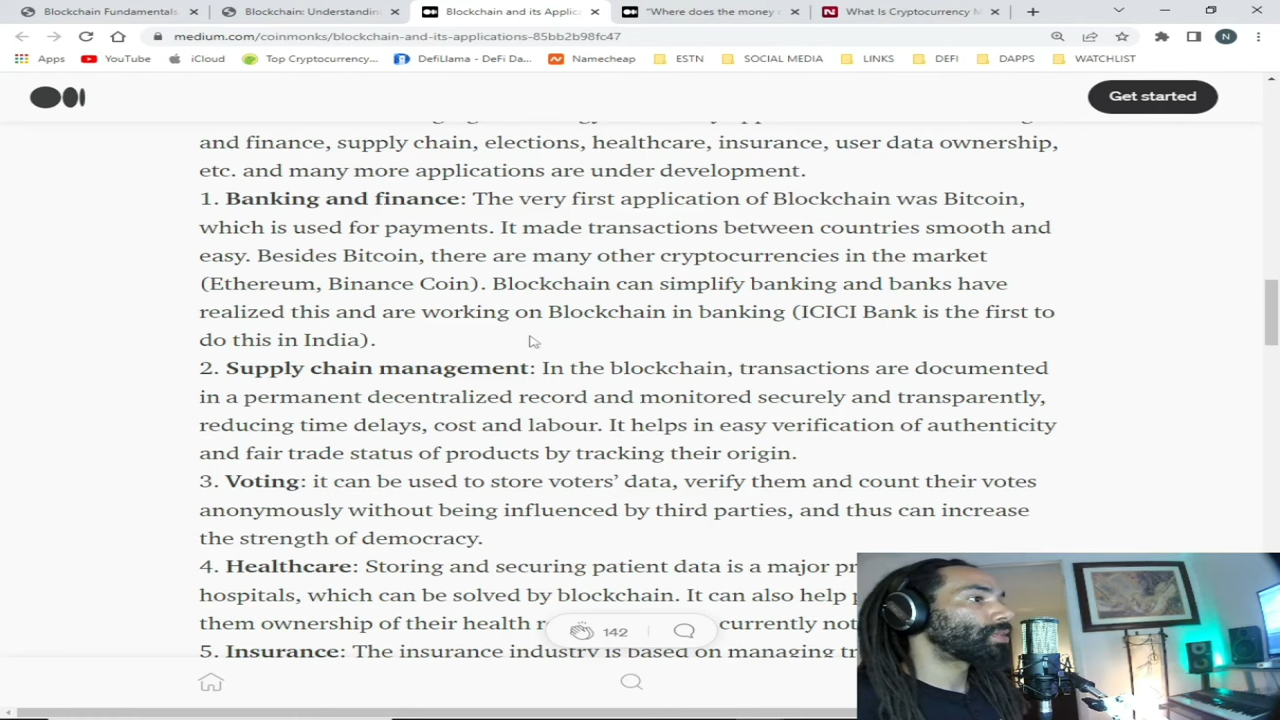 Blockchain Fundamentals
Blockchain: Understandin
Blockchain and its Applica
"Where does the money
What Is Cryptocurrency M
medium.com/coinmonks/blockchain-and-its-applications-85bb2b98fc47
N
Apps
YouTube
iCloud
Top Cryptocurrency...
DefiLlama - DeFi Da...
Namecheap
ESTN
SOCIAL MEDIA
LINKS
DEFI
DAPPS
WATCHLIST
Get started
and finance, supply chain, elections, healthcare, insurance, user data ownership,
etc. and many more applications are under development.
1. Banking and finance: The very first application of Blockchain was Bitcoin,
which is used for payments. It made transactions between countries smooth and
easy. Besides Bitcoin, there are many other cryptocurrencies in the market
(Ethereum, Binance Coin). Blockchain can simplify banking and banks have
realized this and are working on Blockchain in banking (ICICI Bank is the first to
do this in India).
2. Supply chain management: In the blockchain, transactions are documented
in a permanent decentralized record and monitored securely and transparently,
reducing time delays, cost and labour. It helps in easy verification of authenticity
and fair trade status of products by tracking their origin.
3. Voting: it can be used to store voters' data, verify them and count their votes
anonymously without being influenced by third parties, and thus can increase
the strength of democracy.
4. Healthcare: Storing and securing patient data is a major
hospitals, which can be solved by blockchain. It can also help
them ownership of their health currently not
142
5. Insurance: The insurance industry is based on managing